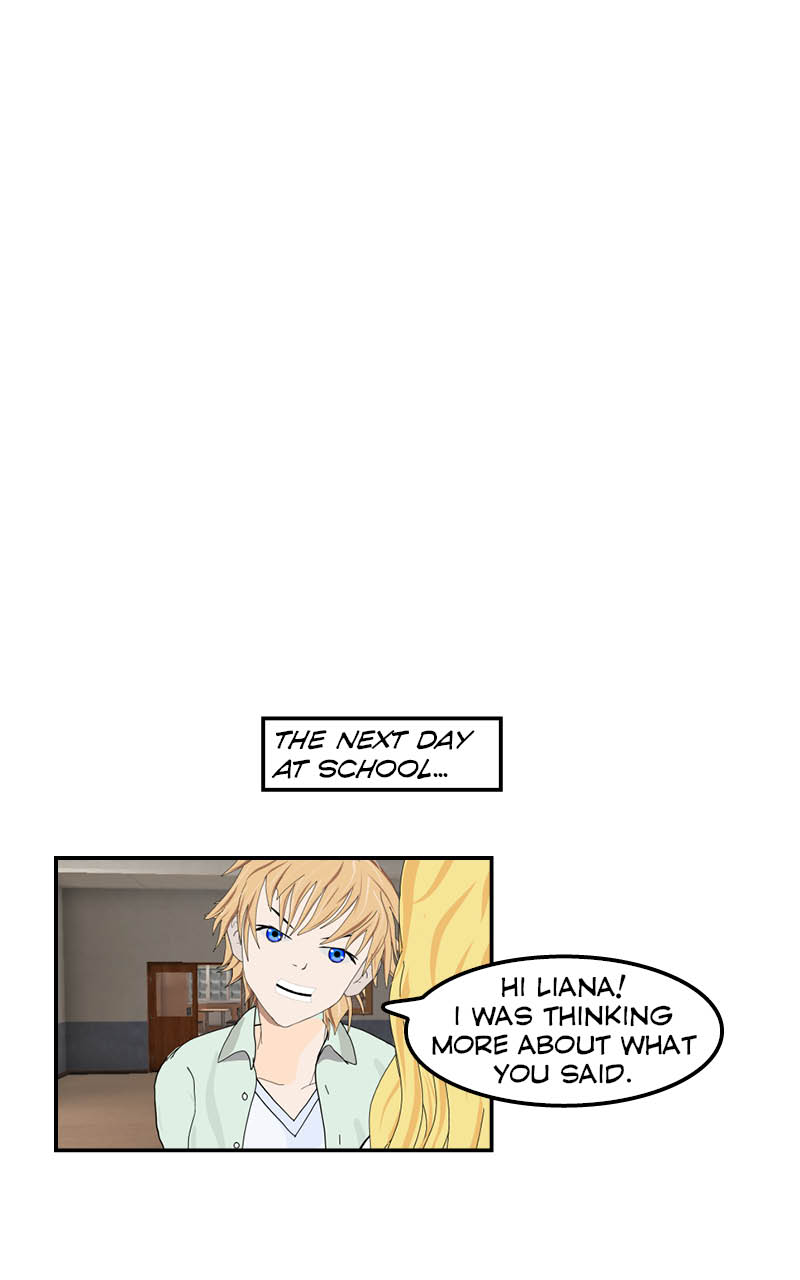 THE NEXT DAY
AT SCHOOL...
HI LIANA!
I WAS THINKING
MORE ABOUT WHAT
YOU SAID.